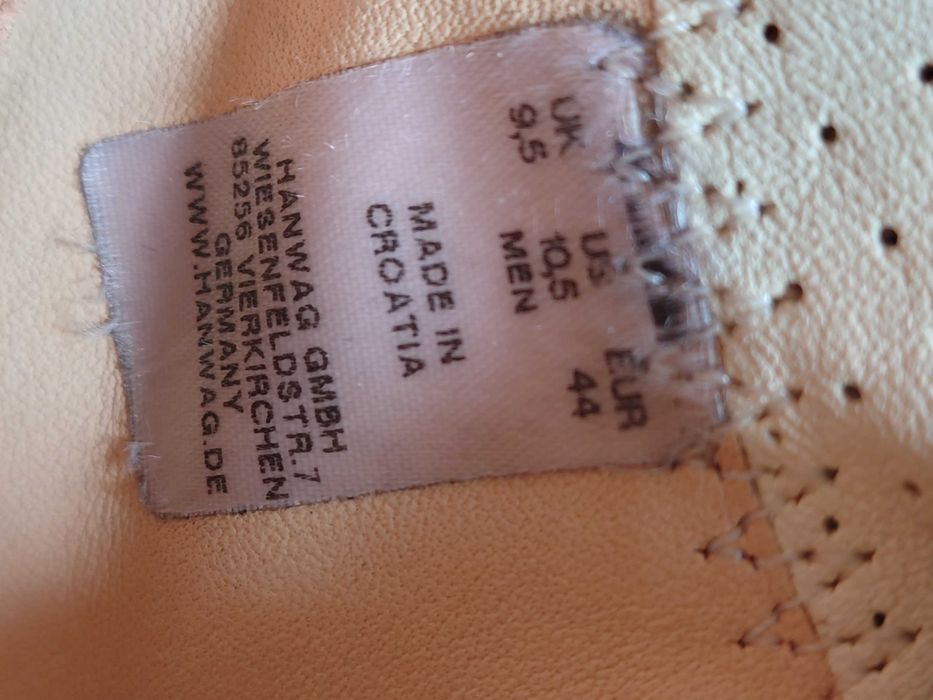 UK US EUR
9,5 10,5 44
MEN
MADE IN
CROATIA
HANWAG GMBH
WIESENFELDSTR.7
85256 VIERKIRCHEN
GERMANY
WWW.HANWAG.DE